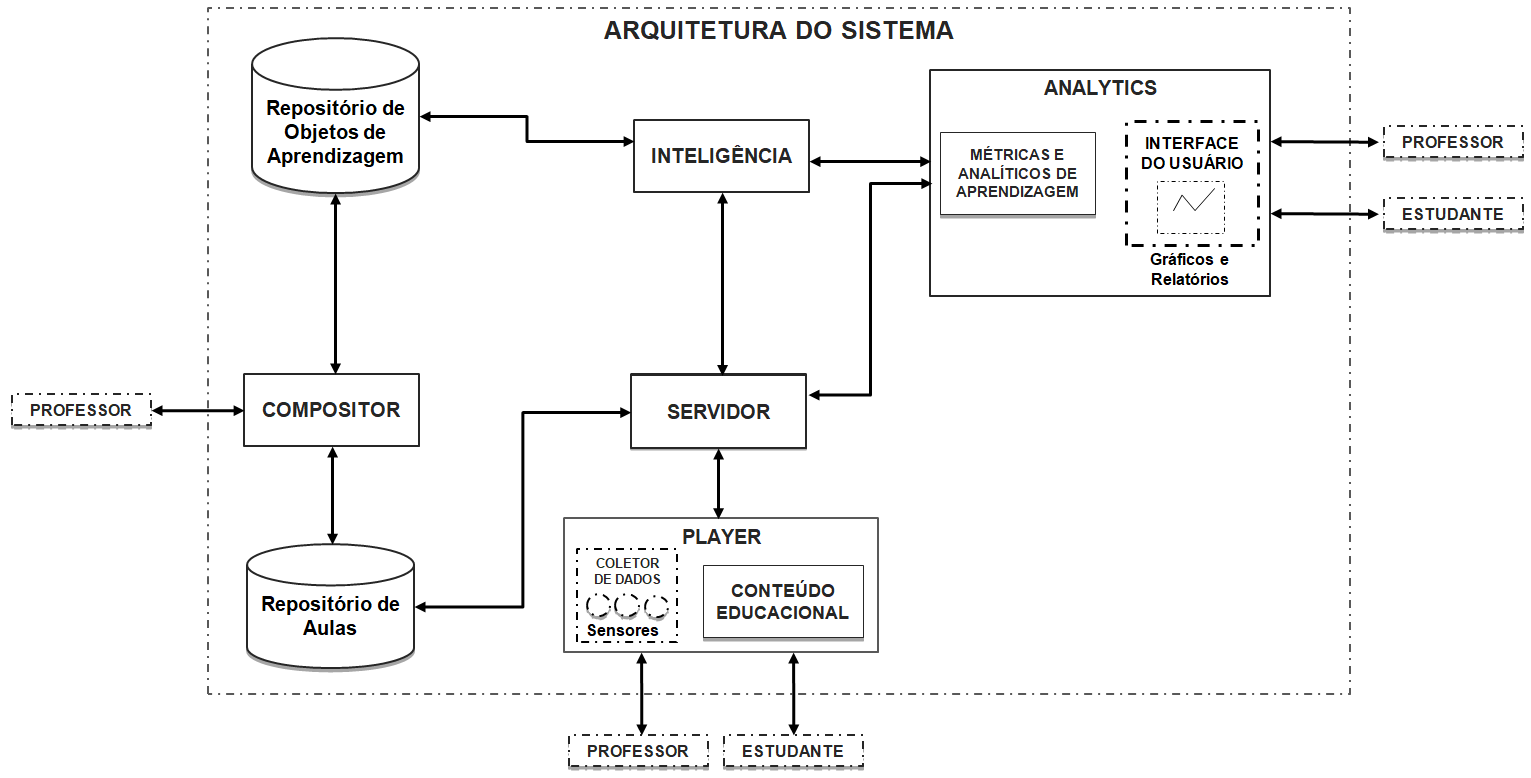 ARQUITETURA DO SISTEMA
Repositório de
Objetos de
Aprendizagem
INTELIGÊNCIA
ANALYTICS
MÉTRICAS E
ANALÍTICOS DE
APRENDIZAGEM
INTERFACE
DO USUÁRIO
Gráficos e
Relatórios
PROFESSOR
ESTUDANTE
PROFESSOR
COMPOSITOR
SERVIDOR
Repositório de
Aulas
PLAYER
COLETOR
DE DADOS
Sensores
CONTEÚDO
EDUCACIONAL
PROFESSOR
ESTUDANTE